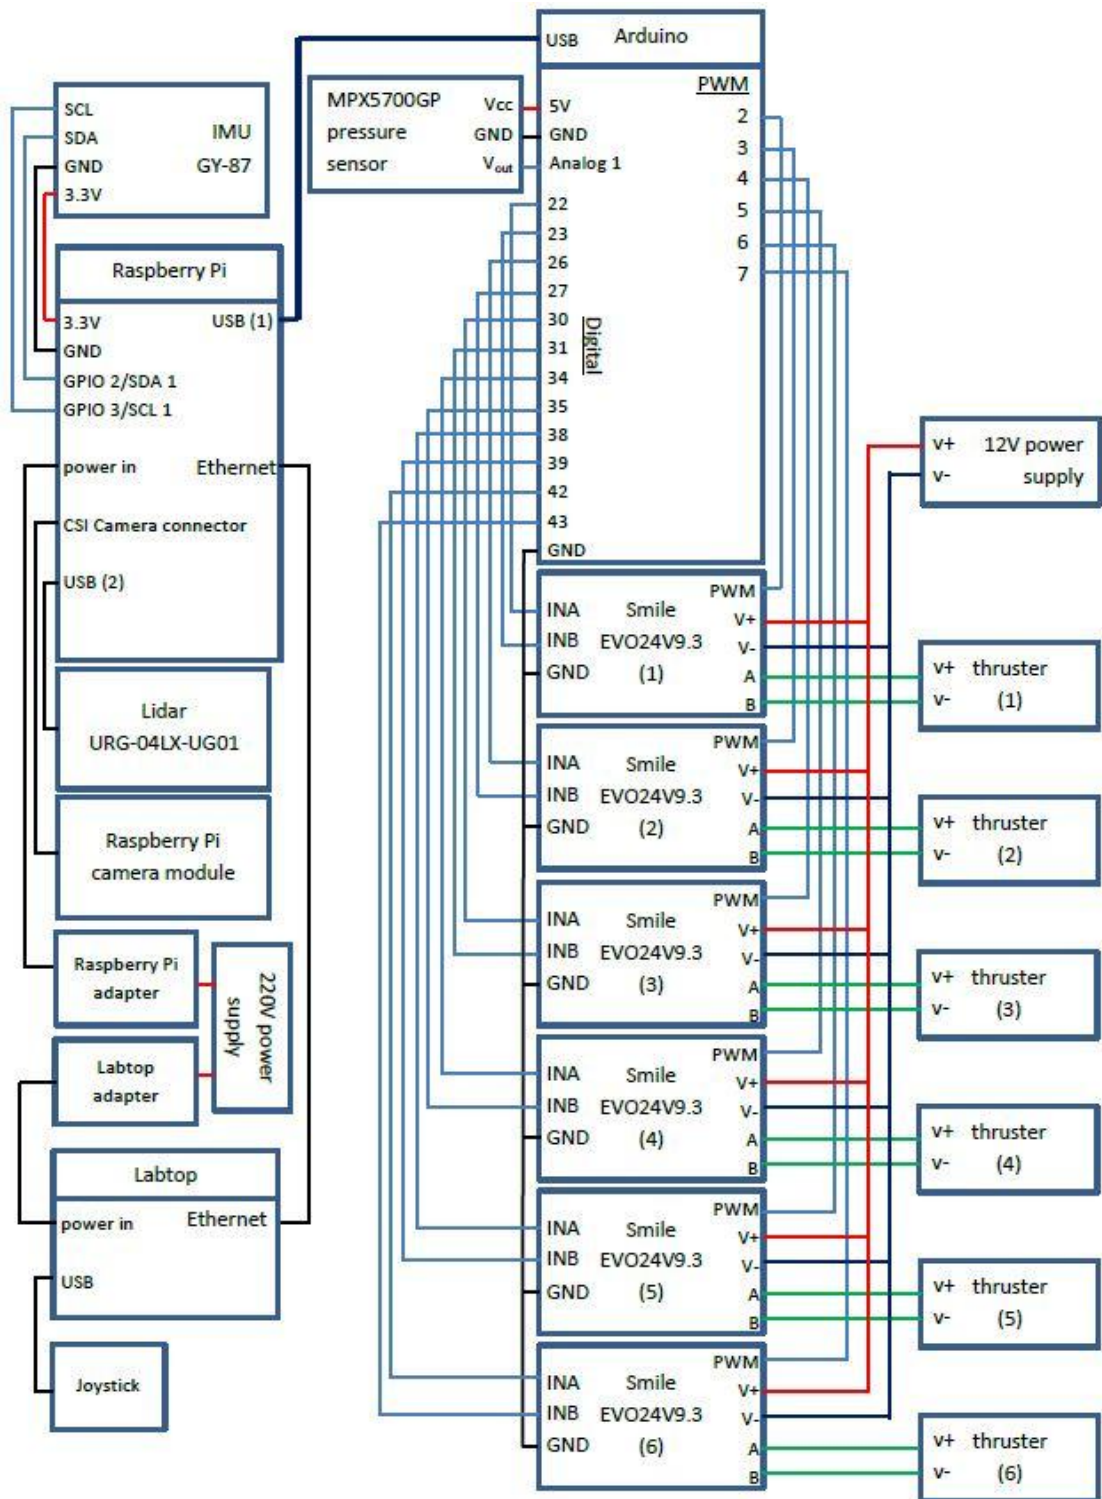 USB Arduino
PWM
2
3
4
5
6
7
5V
GND
Analog 1
22
23
26
27
30
31
34
35
38
39
42
43
GND
Digital
MPX5700GP Vcc
pressure GND
sensor Vout
SCL
SDA IMU
GND GY-87
3.3V
Raspberry Pi
3.3V USB (1)
GND
GPIO 2/SDA 1
GPIO 3/SCL 1
power in Ethernet
CSI Camera connector
USB (2)
Lidar
URG-04LX-UG01
Raspberry Pi
camera module
Raspberry Pi
adapter
220V power
supply
Labtop
adapter
Labtop
power in Ethernet
USB
Joystick
PWM
INA Smile V+
INB EVO24V9.3 V-
GND (1) A
B
PWM
INA Smile V+
INB EVO24V9.3 V-
GND (2) A
B
PWM
INA Smile V+
INB EVO24V9.3 V-
GND (3) A
B
PWM
INA Smile V+
INB EVO24V9.3 V-
GND (4) A
B
PWM
INA Smile V+
INB EVO24V9.3 V-
GND (5) A
B
PWM
INA Smile V+
INB EVO24V9.3 V-
GND (6) A
B
v+ 12V power
v- supply
v+ thruster
v- (1)
v+ thruster
v- (2)
v+ thruster
v- (3)
v+ thruster
v- (4)
v+ thruster
v- (5)
v+ thruster
v- (6)